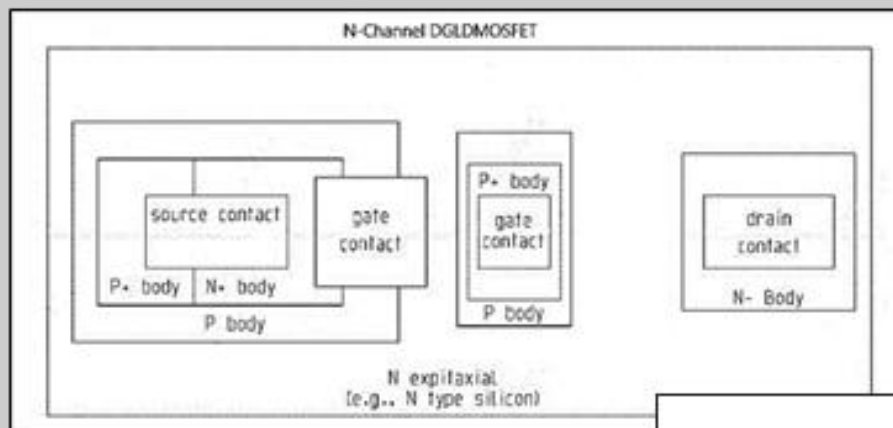 N-Channel DGLDMOSFET
source contact
P+ body
N+ body
P body
gate
contact
P+ body
gate
contact
P body
drain
contact
N- Body
N expitaxial
(e.g., N type silicon)